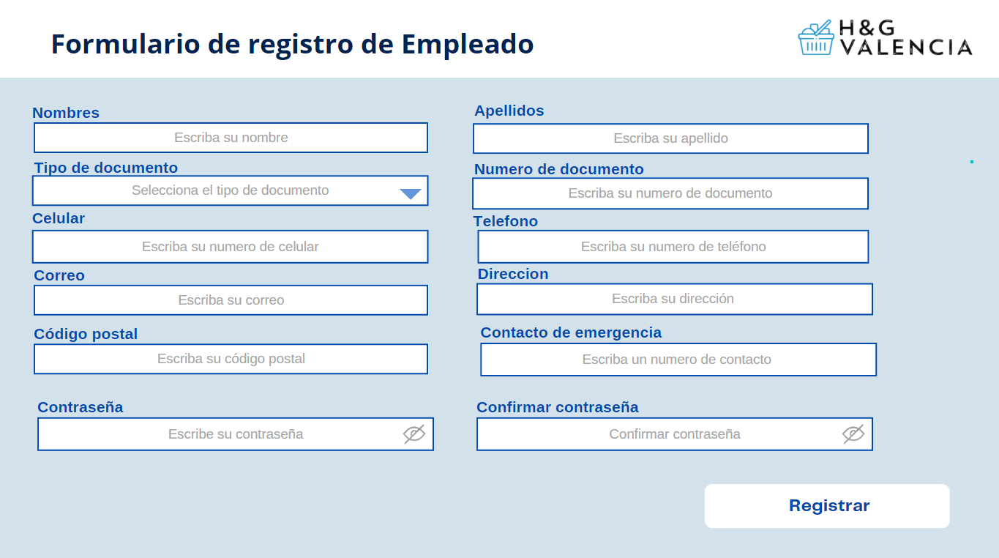 Formulario de registro de Empleado
H&G
VALENCIA
Nombres
Escriba su nombre
Apellidos
Escriba su apellido
Tipo de documento
Selecciona el tipo de documento
Numero de documento
Escriba su numero de documento
Celular
Escriba su numero de celular
Telefono
Escriba su numero de teléfono
Correo
Escriba su correo
Direccion
Escriba su dirección
Código postal
Escriba su código postal
Contacto de emergencia
Escriba un numero de contacto
Contraseña
Escribe su contraseña
Confirmar contraseña
Confirmar contraseña
Registrar